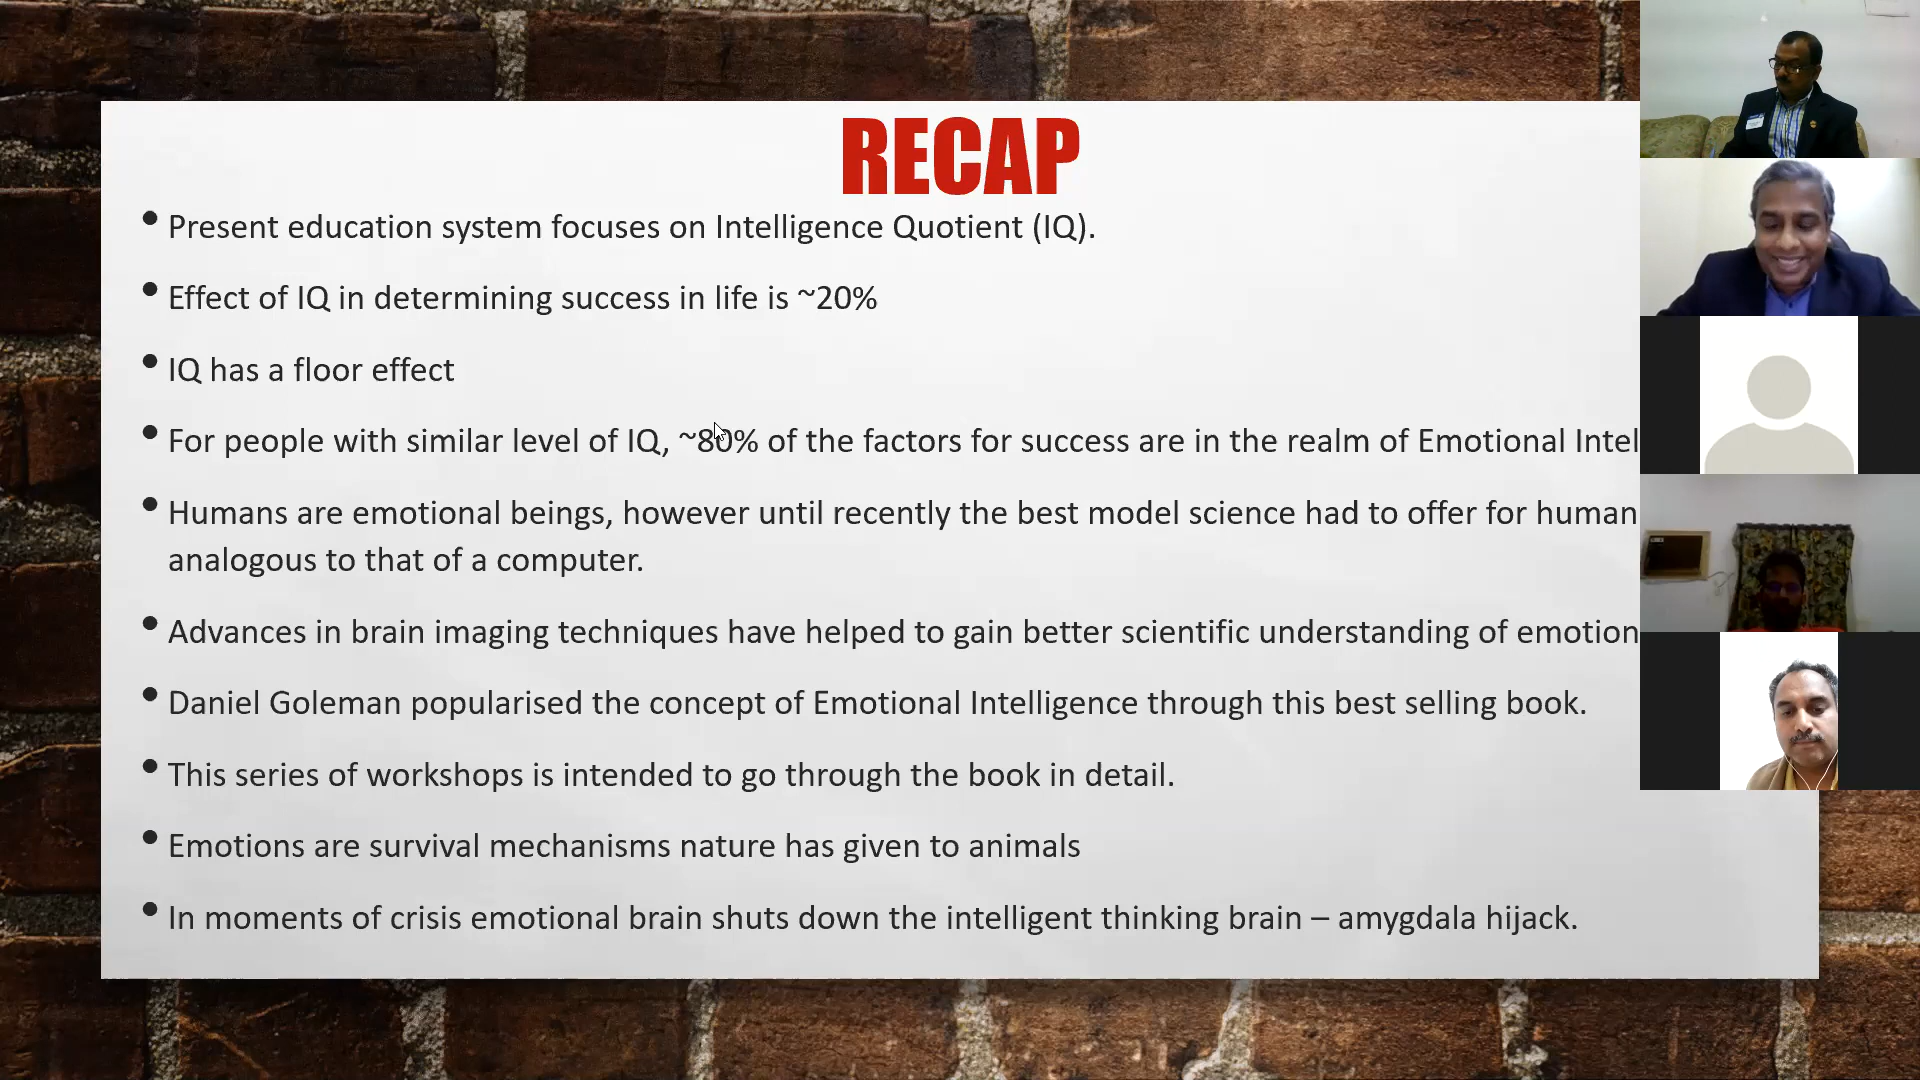 RECAP
• Present education system focuses on Intelligence Quotient (IQ).
• Effect of IQ in determining success in life is ~20%
• IQ has a floor effect
• For people with similar level of IQ, ~80% of the factors for success are in the realm of Emotional Intel
• Humans are emotional beings, however until recently the best model science had to offer for human
analogous to that of a computer.
• Advances in brain imaging techniques have helped to gain better scientific understanding of emotion
• Daniel Goleman popularised the concept of Emotional Intelligence through this best selling book.
• This series of workshops is intended to go through the book in detail.
• Emotions are survival mechanisms nature has given to animals
• In moments of crisis emotional brain shuts down the intelligent thinking brain – amygdala hijack.